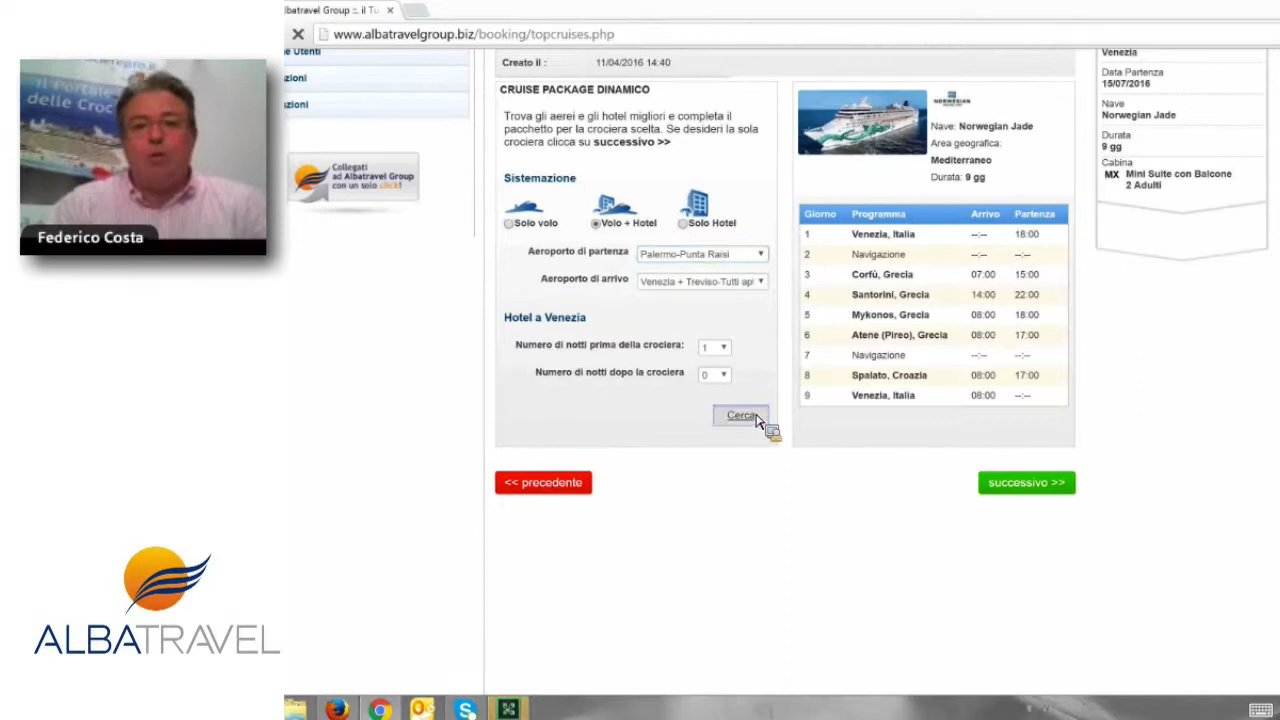 lbatravel Group :. il Tu
www.albatravelgroup.biz/booking/topcruises.php
e Utenti
zioni
azioni
Collegati
ad Albatravel Group
con un solo click!
Creato il :
11/04/2016 14:40
CRUISE PACKAGE DINAMICO
Trova gli aerei e gli hotel migliori e completa il
pacchetto per la crociera scelta. Se desideri la sola
crociera clicca su successivo >>
Sistemazione
Solo volo
Volo + Hotel
Solo Hotel
Aeroporto di partenza
Palermo-Punta Raisi
Aeroporto di arrivo
Venezia + Treviso-Tutti api
Hotel a Venezia
Numero di notti prima della crociera:
1
Numero di notti dopo la crociera
0
Cerca
<< precedente
NORWEGIAN
Nave: Norwegian Jade
Area geografica:
Mediterraneo
Durata: 9 gg
Giorno Programma Arrivo Partenza
1 Venezia, Italia --:-- 18:00
2 Navigazione --:-- --:--
3 Corfù, Grecia 07:00 15:00
4 Santorini, Grecia 14:00 22:00
5 Mykonos, Grecia 08:00 18:00
6 Atene (Pireo), Grecia 08:00 17:00
7 Navigazione --:-- --:--
8 Spalato, Croazia 08:00 17:00
9 Venezia, Italia 08:00 --:--
successivo >>
Venezia
Data Partenza
15/07/2016
Nave
Norwegian Jade
Durata
9 gg
Cabina
MX Mini Suite con Balcone
2 Adulti
delle Croc
Federico Costa
ALBATRAVEL